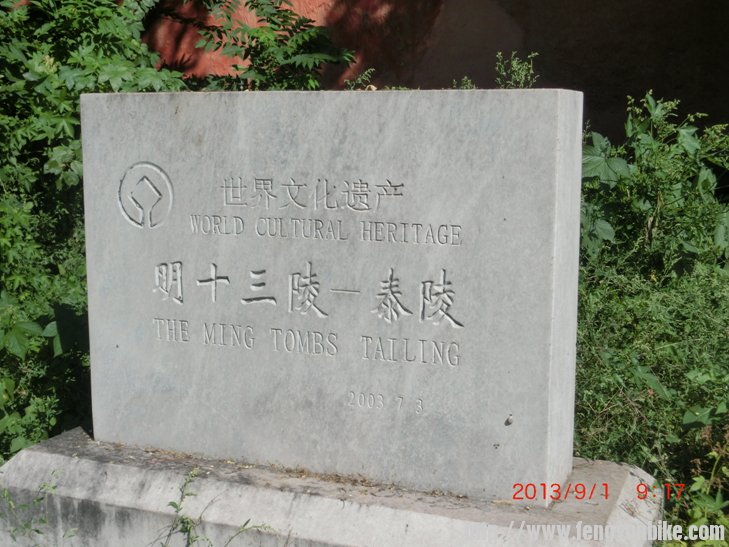 世界文化遗产
WORLD CULTURAL HERITAGE
明十三陵—泰陵
THE MING TOMBS TAILING
2003 7 3
2013/9/1 9:17